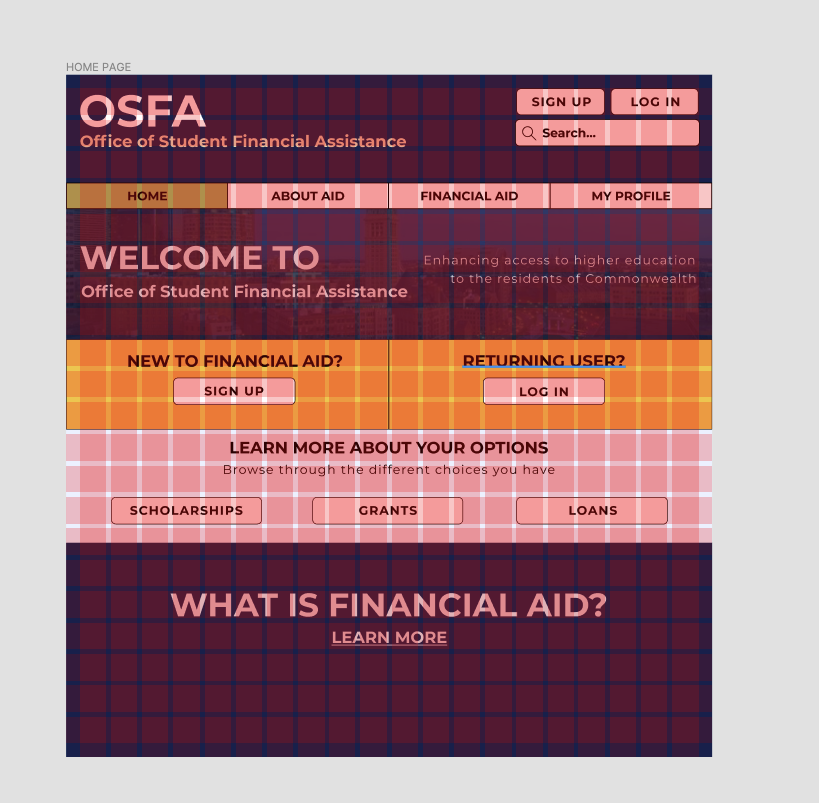 HOME PAGE
OSFA
Office of Student Financial Assistance
SIGN UP
LOG IN
Search...
HOME
ABOUT AID
FINANCIAL AID
MY PROFILE
WELCOME TO
Office of Student Financial Assistance
Enhancing access to higher education
to the residents of Commonwealth
NEW TO FINANCIAL AID?
SIGN UP
RETURNING USER?
LOG IN
LEARN MORE ABOUT YOUR OPTIONS
Browse through the different choices you have
SCHOLARSHIPS
GRANTS
LOANS
WHAT IS FINANCIAL AID?
LEARN MORE